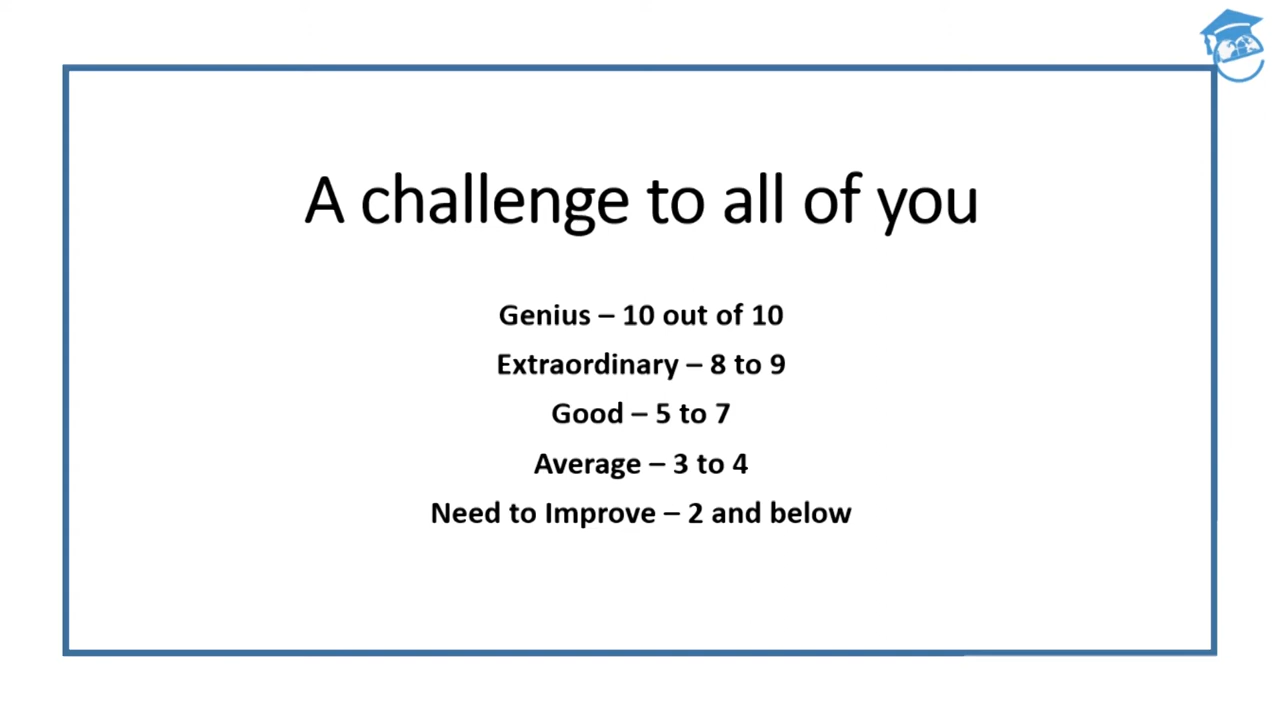 A challenge to all of you
Genius – 10 out of 10
Extraordinary – 8 to 9
Good – 5 to 7
Average – 3 to 4
Need to Improve – 2 and below